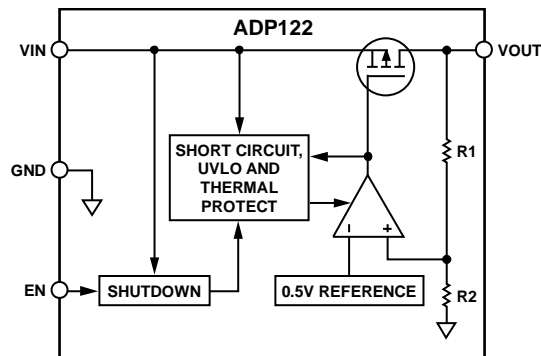 ADP122
VIN
VOUT
SHORT CIRCUIT,
UVLO AND
THERMAL
PROTECT
R1
GND
–
+
EN
SHUTDOWN
0.5V REFERENCE
R2